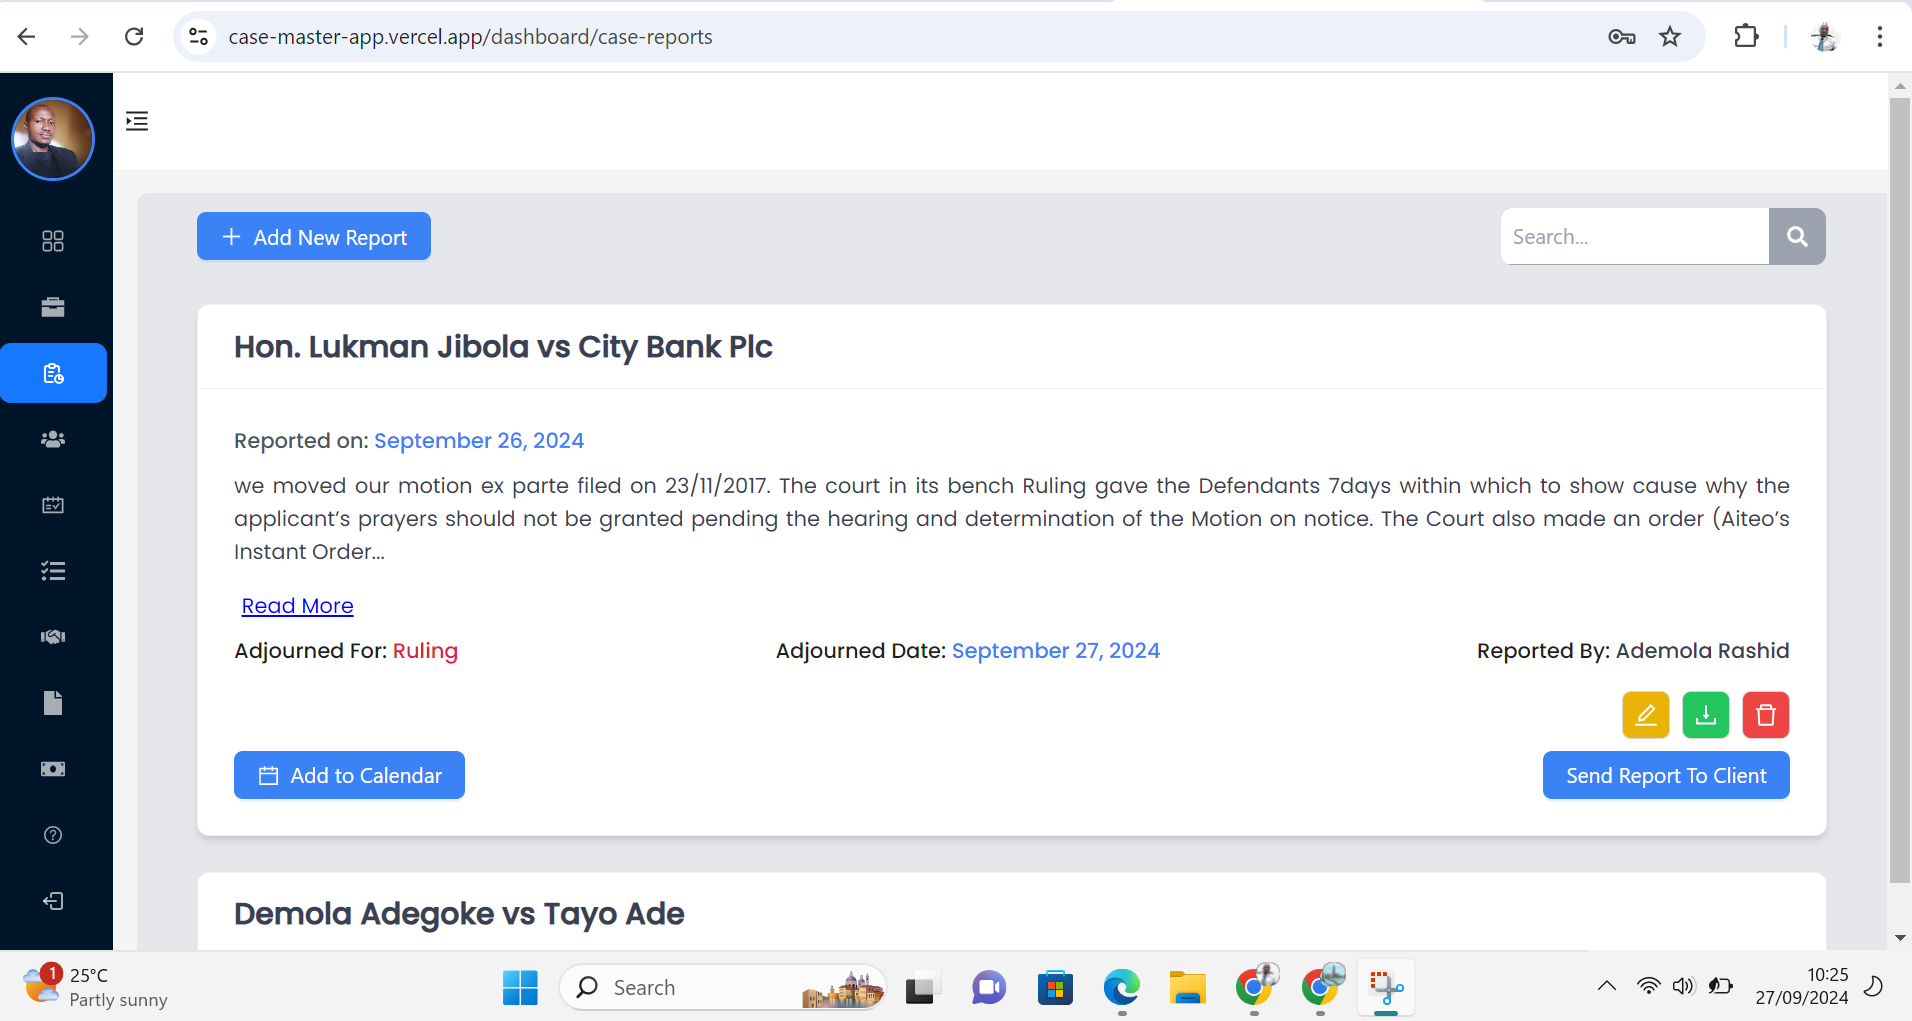 case-master-app.vercel.app/dashboard/case-reports
Add New Report
Search...
Hon. Lukman Jibola vs City Bank Plc
Reported on: September 26, 2024
we moved our motion ex parte filed on 23/11/2017. The court in its bench Ruling gave the Defendants 7days within which to show cause why the
applicant’s prayers should not be granted pending the hearing and determination of the Motion on notice. The Court also made an order (Aiteo’s
Instant Order...
Read More
Adjourned For: Ruling
Adjourned Date: September 27, 2024
Reported By: Ademola Rashid
Add to Calendar
Send Report To Client
Demola Adegoke vs Tayo Ade
1
25°C
Partly sunny
Search
10:25
27/09/2024